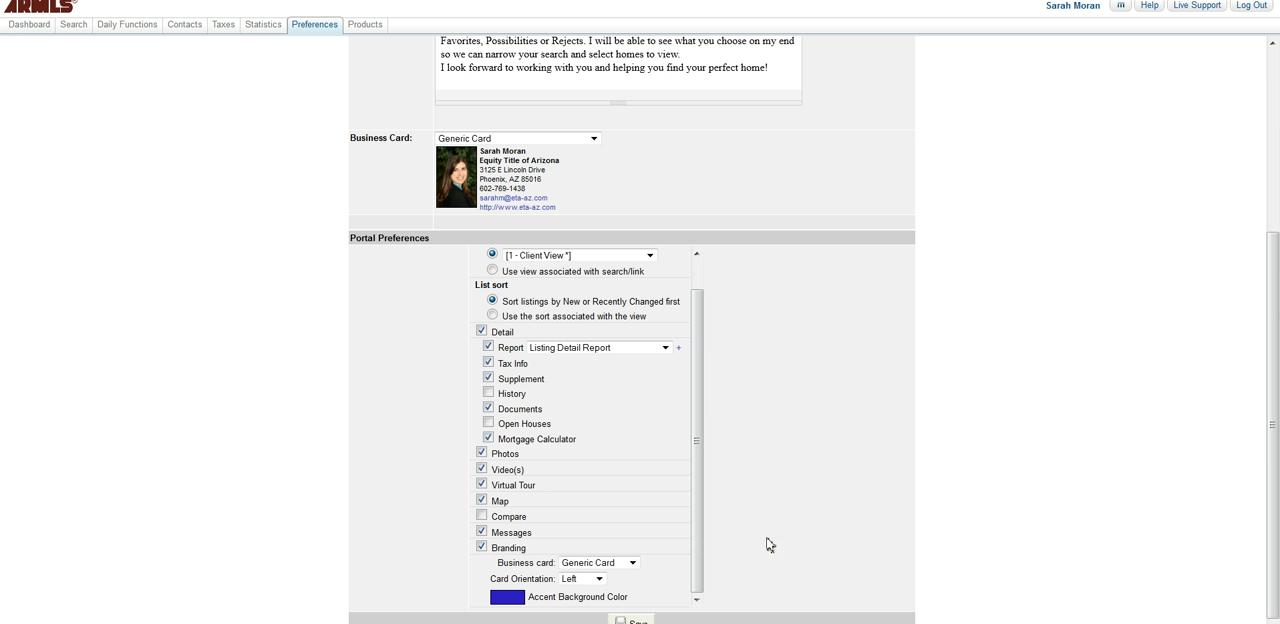 ARMLS
Sarah Moran
Help
Live Support
Log Out
Dashboard
Search
Daily Functions
Contacts
Taxes
Statistics
Preferences
Products
Favorites, Possibilities or Rejects. I will be able to see what you choose on my end
so we can narrow your search and select homes to view.
I look forward to working with you and helping you find your perfect home!
Business Card:
Generic Card
Sarah Moran
Equity Title of Arizona
3125 E Lincoln Drive
Phoenix, AZ 85016
602-769-1438
sarahm@eta-az.com
http://www.eta-az.com
Portal Preferences
[1 - Client View *]
Use view associated with search/link
List sort
Sort listings by New or Recently Changed first
Use the sort associated with the view
Detail
Report Listing Detail Report +
Tax Info
Supplement
History
Documents
Open Houses
Mortgage Calculator
Photos
Video(s)
Virtual Tour
Map
Compare
Messages
Branding
Business card: Generic Card
Card Orientation: Left
Accent Background Color
Save